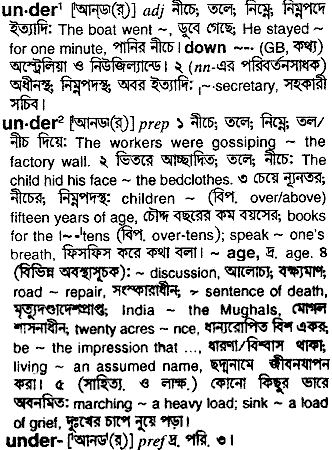 un·der¹ [আন্‌ডা(র্)] adj নীচে; তলে; নিম্নে; নিম্নপদে
ইত্যাদি: The boat went ~, ডুবে গেছে; He stayed ~
for one minute, পানির নীচে। down ~-~ (GB, কথ্য)
অস্ট্রেলিয়া ও নিউজিল্যান্ডে। ২ (nn-এর পরিবর্তনসাধক)
অধীনস্থ; নিম্নপদস্থ; অবর ইত্যাদি: ~-secretary, সহকারী
সচিব।
un·der² [আন্‌ডা(র্)] prep ১ নীচে; তলে; নিম্নে; তল/
নীচ দিয়ে: The workers were gossiping ~ the
factory wall. ২ ভিতরে আচ্ছাদিত; তলে; নীচে: The
child hid his face ~ the bedclothes. ৩ চেয়ে ন্যূনতর;
নীচের; নিম্নপদস্থ: children ~ (বিপ. over/above)
fifteen years of age, চৌদ্দ বছরের কম বয়সের; books
for the ~-tens (বিপ. over-tens); speak ~ one's
breath, ফিসফিস করে কথা বলা। ~ age, দ্র. age. ৪
(বিভিন্ন অবস্থাসূচক): ~ discussion, আলোচ্য; বক্ষ্যমাণ;
road ~ repair, সংস্কারাধীন; ~ sentence of death,
মৃত্যুদণ্ডাদেশপ্রাপ্ত; India ~ the Mughals, মোগল
শাসনাধীন; twenty acres ~ nce, ধান্যরোপিত বিশ একর;
be ~ the impression that ..., ধারণা/বিশ্বাস থাকা;
living ~ an assumed name, ছদ্মনামে জীবনযাপন
করা। ৫ (সাহিত্য. ও লাক্ষ.) কোনো কিছুর ভারে
অবনমিত: marching ~ a heavy load; sink ~ a load
of grief, দুঃখের চাপে নুয়ে পড়া।
under- [আন্‌ডা(র্)] pref দ্র. পরি. ৩।